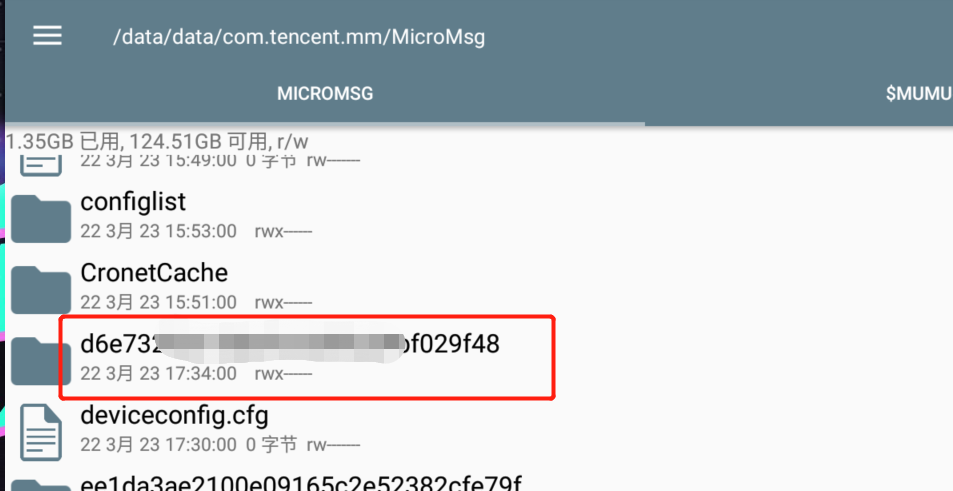 /data/data/com.tencent.mm/MicroMsg
MICROMSG
$MUMU
1.35GB 已用, 124.51GB 可用, r/w
22 3月 23 15:49:00 0 字节 rw-------
configlist
22 3月 23 15:53:00 rwx------
CronetCache
22 3月 23 15:51:00 rwx------
d6e732 bf029f48
22 3月 23 17:34:00 rwx------
deviceconfig.cfg
22 3月 23 17:30:00 0 字节 rw-------
ee1da3ae2100e09165c2e52382cfe79f